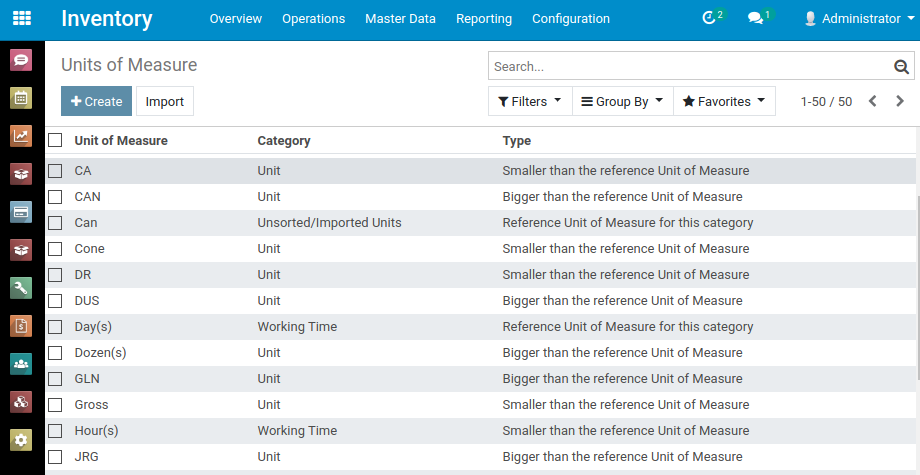 Inventory Overview Operations Master Data Reporting Configuration 2 1 Administrator
Units of Measure Search...
Create Import Filters Group By Favorites 1-50 / 50
Unit of Measure Category Type
CA Unit Smaller than the reference Unit of Measure
CAN Unit Bigger than the reference Unit of Measure
Can Unsorted/Imported Units Reference Unit of Measure for this category
Cone Unit Smaller than the reference Unit of Measure
DR Unit Smaller than the reference Unit of Measure
DUS Unit Bigger than the reference Unit of Measure
Day(s) Working Time Reference Unit of Measure for this category
Dozen(s) Unit Bigger than the reference Unit of Measure
GLN Unit Bigger than the reference Unit of Measure
Gross Unit Smaller than the reference Unit of Measure
Hour(s) Working Time Smaller than the reference Unit of Measure
JRG Unit Bigger than the reference Unit of Measure